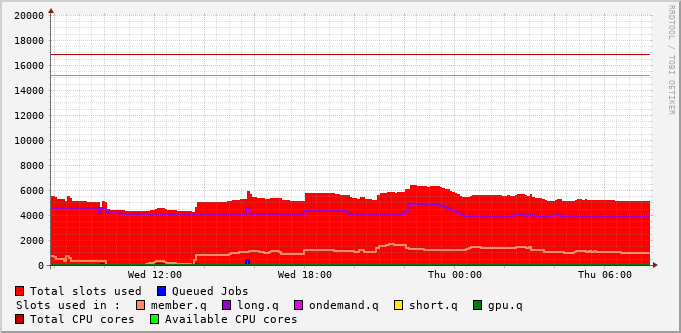 20000
18000
16000
14000
12000
10000
8000
6000
4000
2000
0
Wed 12:00 Wed 18:00 Thu 00:00 Thu 06:00
RRDTOOL / TOBI OETIKER
Total slots used Queued Jobs
Slots used in : member.q long.q ondemand.q short.q gpu.q
Total CPU cores Available CPU cores